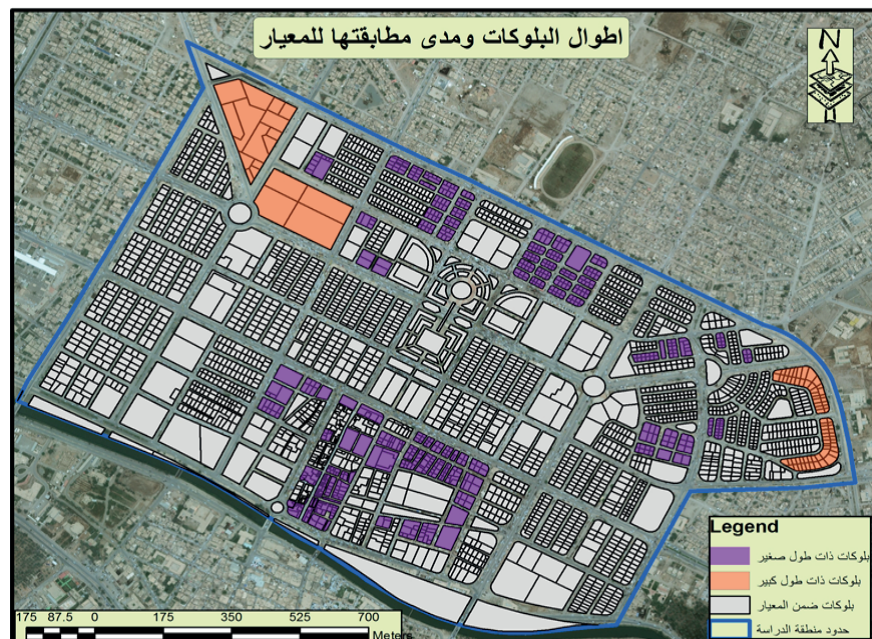 اطوال البلوكات ومدى مطابقتها للمعيار
N
Legend
بلوكات ذات طول صغير
بلوكات ذات طول كبير
بلوكات ضمن المعيار
حدود منطقة الدراسة
175 87.5 0 175 350 525 700
Meters